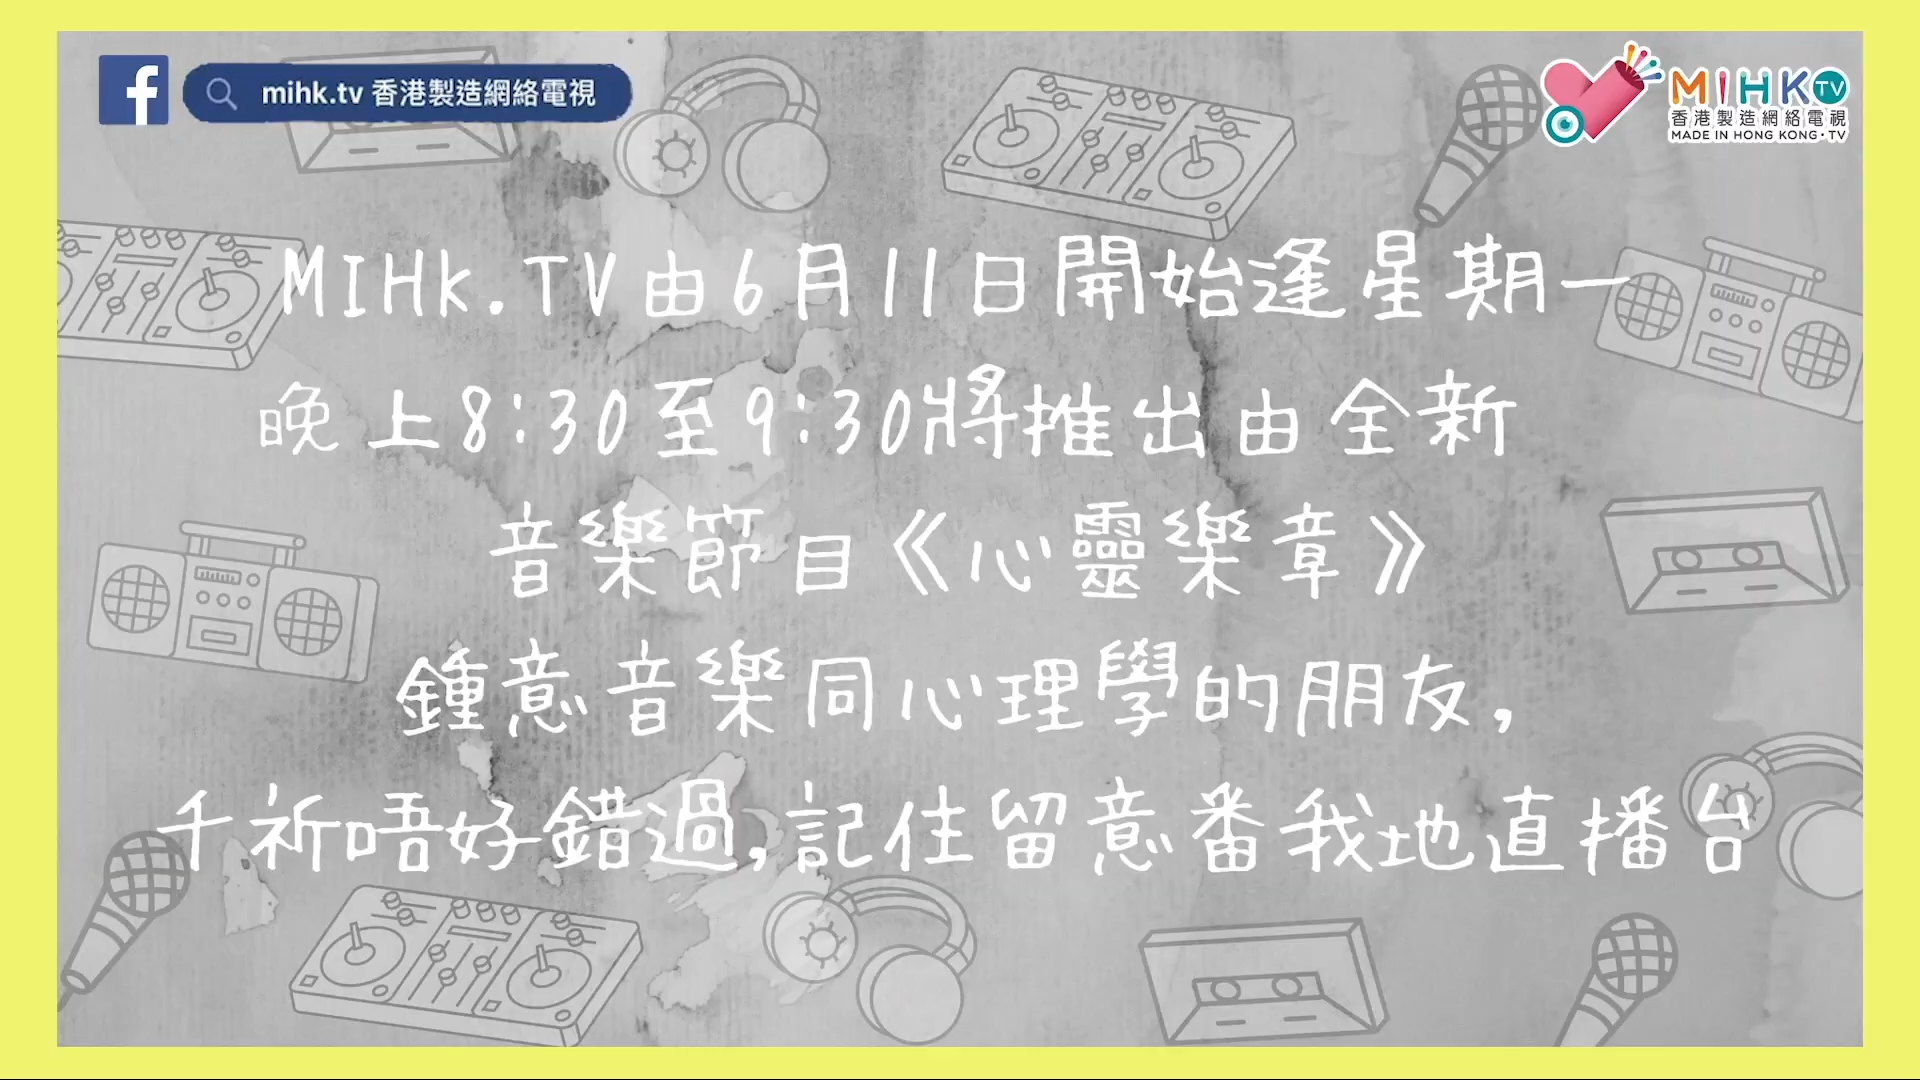 mihk.tv 香港製造網絡電視
MIHK TV
香港製造網絡電視
MADE IN HONG KONG·TV
MIHk.TV由6月11日開始逢星期一
晚上8:30至9:30將推出由全新
音樂節目《心靈樂章》
鍾意音樂同心理學的朋友,
千祈唔好錯過,記住留意番我地直播台